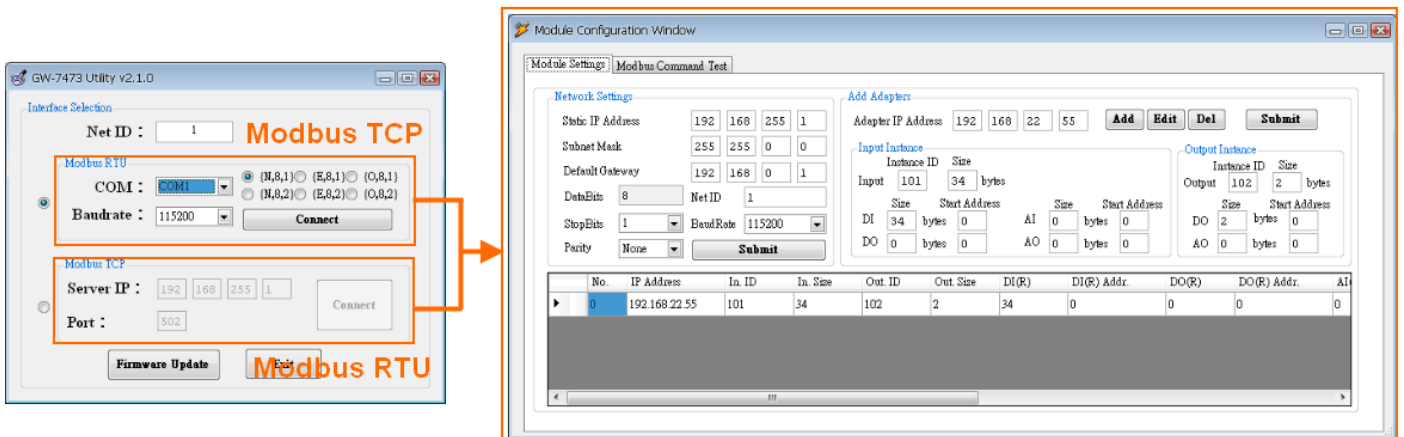 GW-7473 Utility v2.1.0
Interface Selection
Net ID : 1
Modbus TCP
Modbus RTU
COM : COM1
(N,8,1) (E,8,1) (O,8,1)
(N,8,2) (E,8,2) (O,8,2)
Baudrate : 115200 Connect
Modbus TCP
Server IP : 192 168 255 1
Connect
Port : 502
Firmware Update Exit
Modbus RTU
Module Configuration Window
Module Settings Modbus Command Test
Network Settings
Static IP Address 192 168 255 1
Subnet Mask 255 255 0 0
Default Gateway 192 168 0 1
DataBits 8 Net ID 1
StopBits 1 BaudRate 115200
Parity None Submit
Add Adapters
Adapter IP Address 192 168 22 55 Add Edit Del Submit
Input Instance
Instance ID Size
Input 101 34 bytes
Size Start Address Size Start Address
DI 34 bytes 0 AI 0 bytes 0
DO 0 bytes 0 AO 0 bytes 0
Output Instance
Instance ID Size
Output 102 2 bytes
Size Start Address
DO 2 bytes 0
AO 0 bytes 0
No. IP Address In. ID In. Size Out. ID Out. Size DI(R) DI(R) Addr. DO(R) DO(R) Addr. AI(
0 192.168.22.55 101 34 102 2 34 0 0 0 0